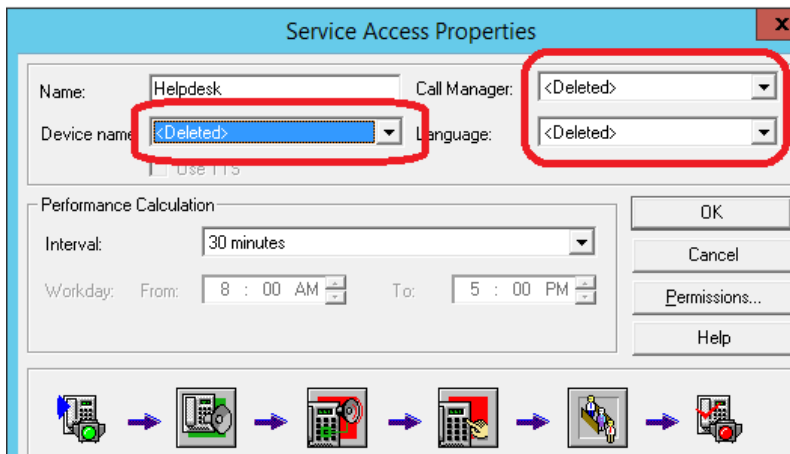 Service Access Properties
x
Name: Helpdesk Call Manager: <Deleted>
Device name <Deleted> Language: <Deleted>
Use TTS
Performance Calculation
Interval: 30 minutes
Workday: From: 8 : 00 AM To: 5 : 00 PM
OK
Cancel
Permissions...
Help